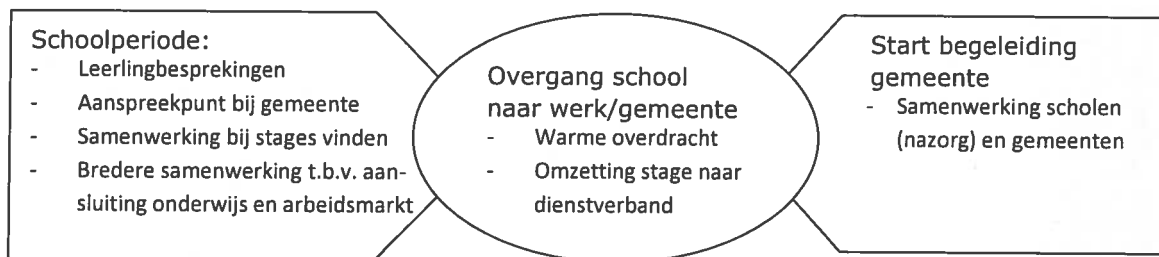 Schoolperiode:
- Leerlingbesprekingen
- Aanspreekpunt bij gemeente
- Samenwerking bij stages vinden
- Bredere samenwerking t.b.v. aan-
sluiting onderwijs en arbeidsmarkt
Overgang school
naar werk/gemeente
- Warme overdracht
- Omzetting stage naar
dienstverband
Start begeleiding
gemeente
- Samenwerking scholen
(nazorg) en gemeenten